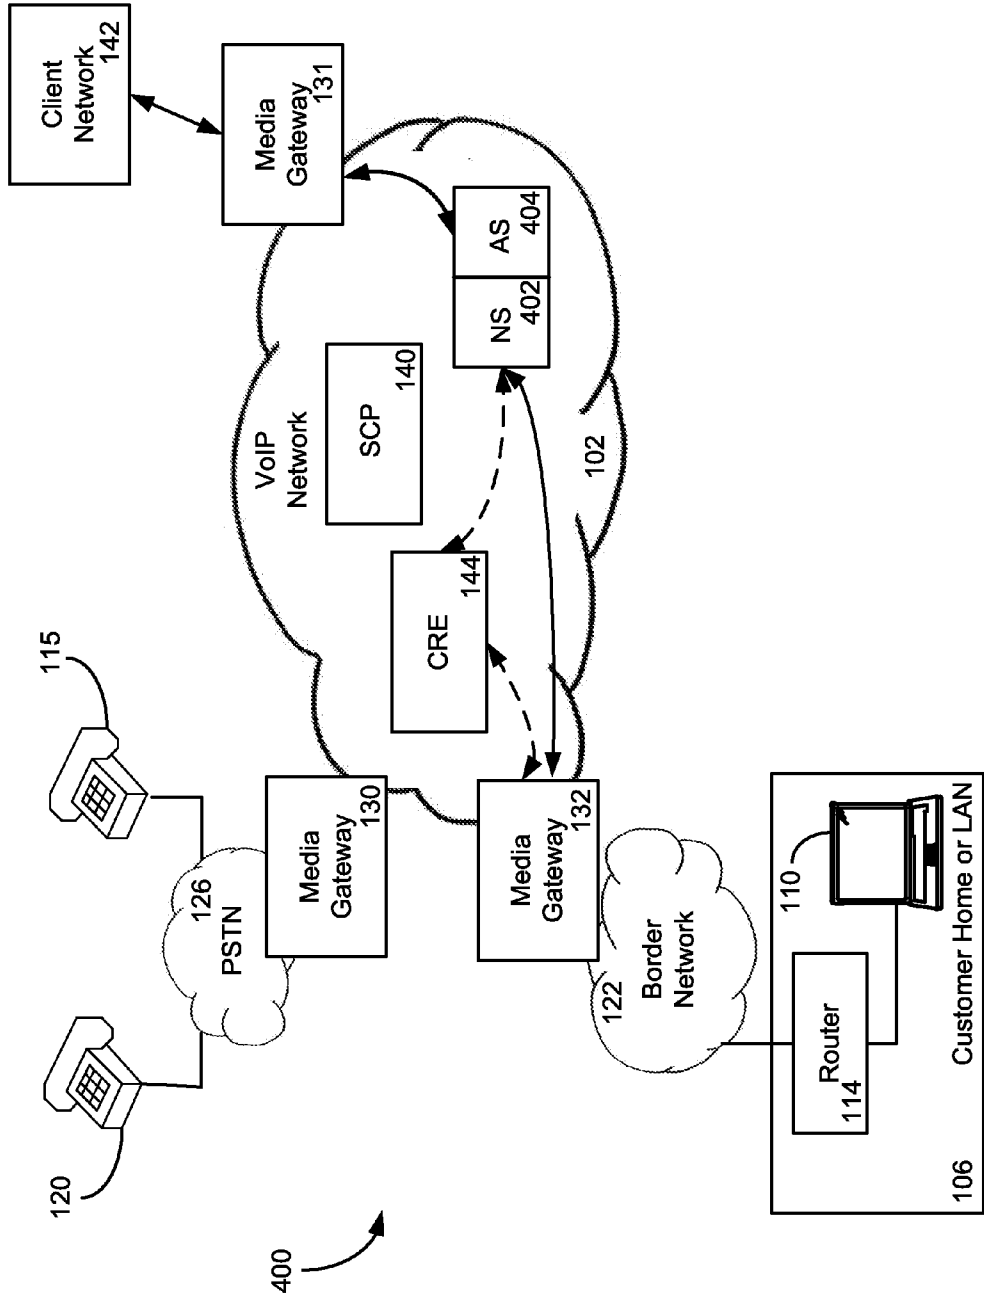 400
120
115
PSTN
126
Media
Gateway
130
Client
Network
142
Media
Gateway
131
VoIP
Network
SCP
140
CRE
144
NS
402
AS
404
102
Media
Gateway
132
122
Border
Network
Router
114
110
106
Customer Home or LAN